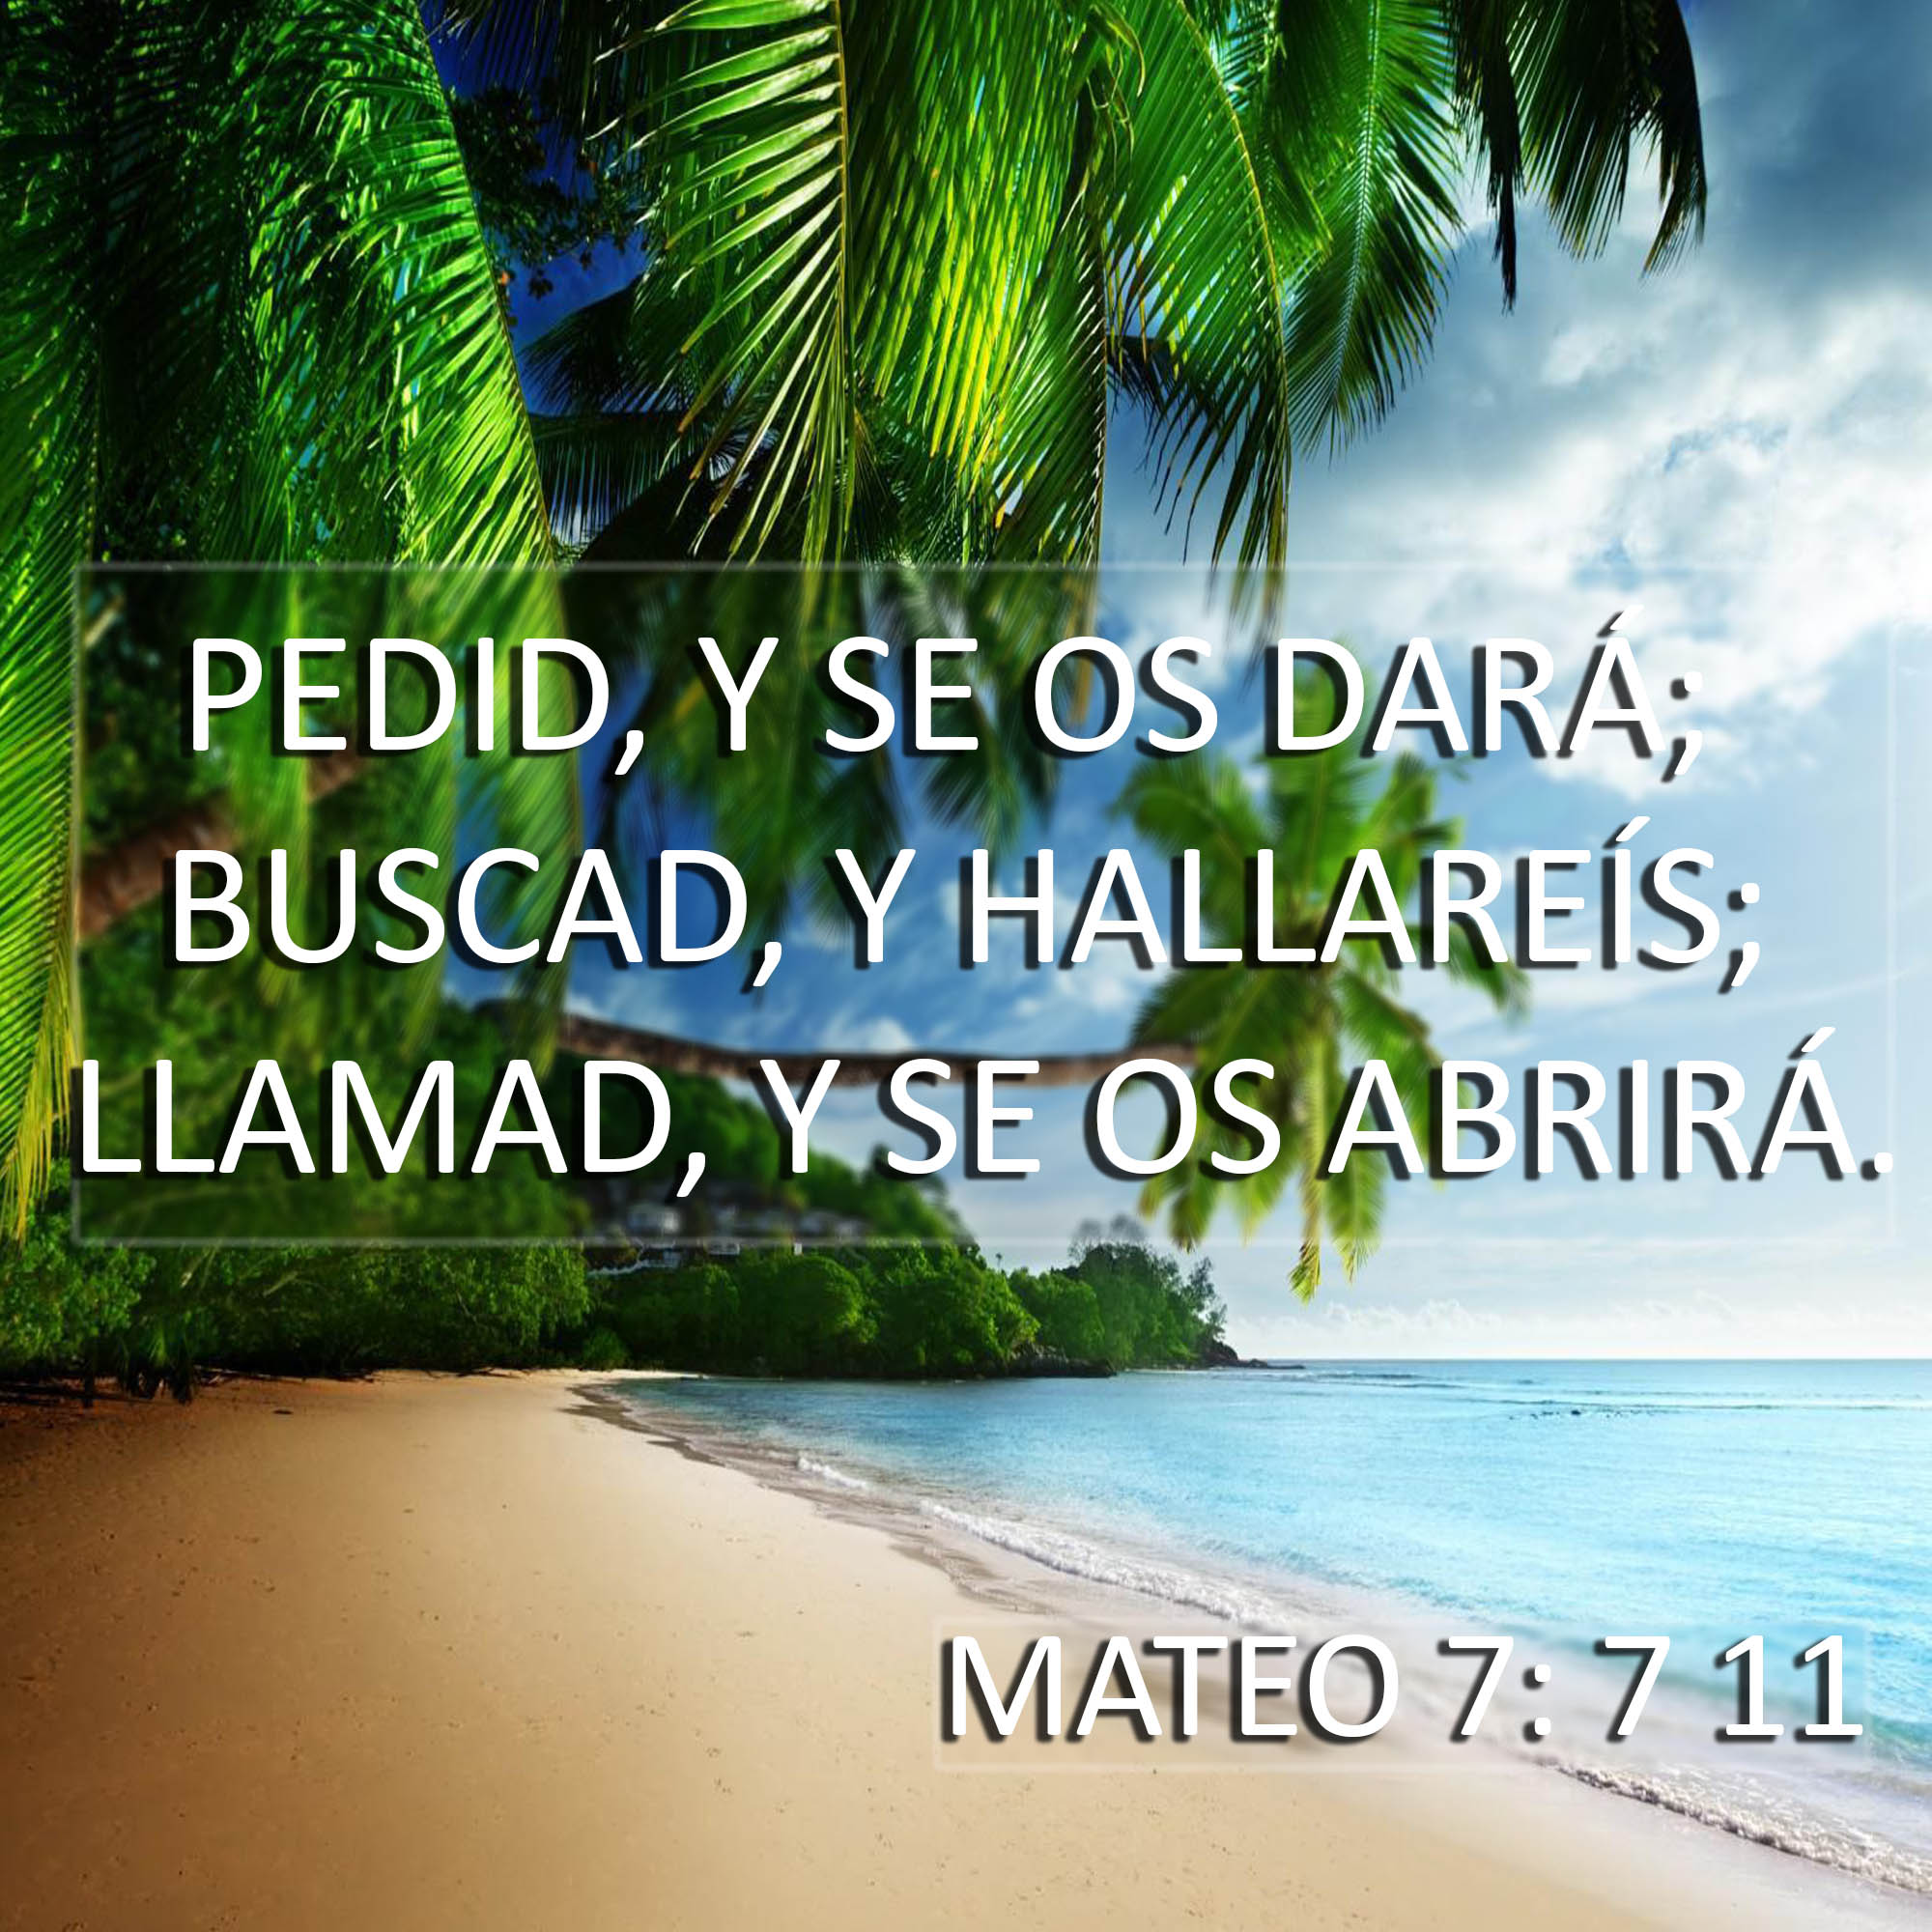 PEDID, Y SE OS DARÁ;
BUSCAD, Y HALLAREÍS;
LLAMAD, Y SE OS ABRIRÁ.
MATEO 7: 7 11